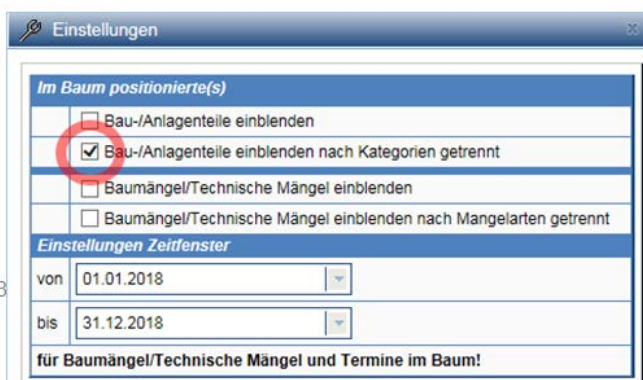 Einstellungen
Im Baum positionierte(s)
Bau-/Anlagenteile einblenden
Bau-/Anlagenteile einblenden nach Kategorien getrennt
Baumängel/Technische Mängel einblenden
Baumängel/Technische Mängel einblenden nach Mangelarten getrennt
Einstellungen Zeitfenster
von 01.01.2018
3
bis 31.12.2018
für Baumängel/Technische Mängel und Termine im Baum!